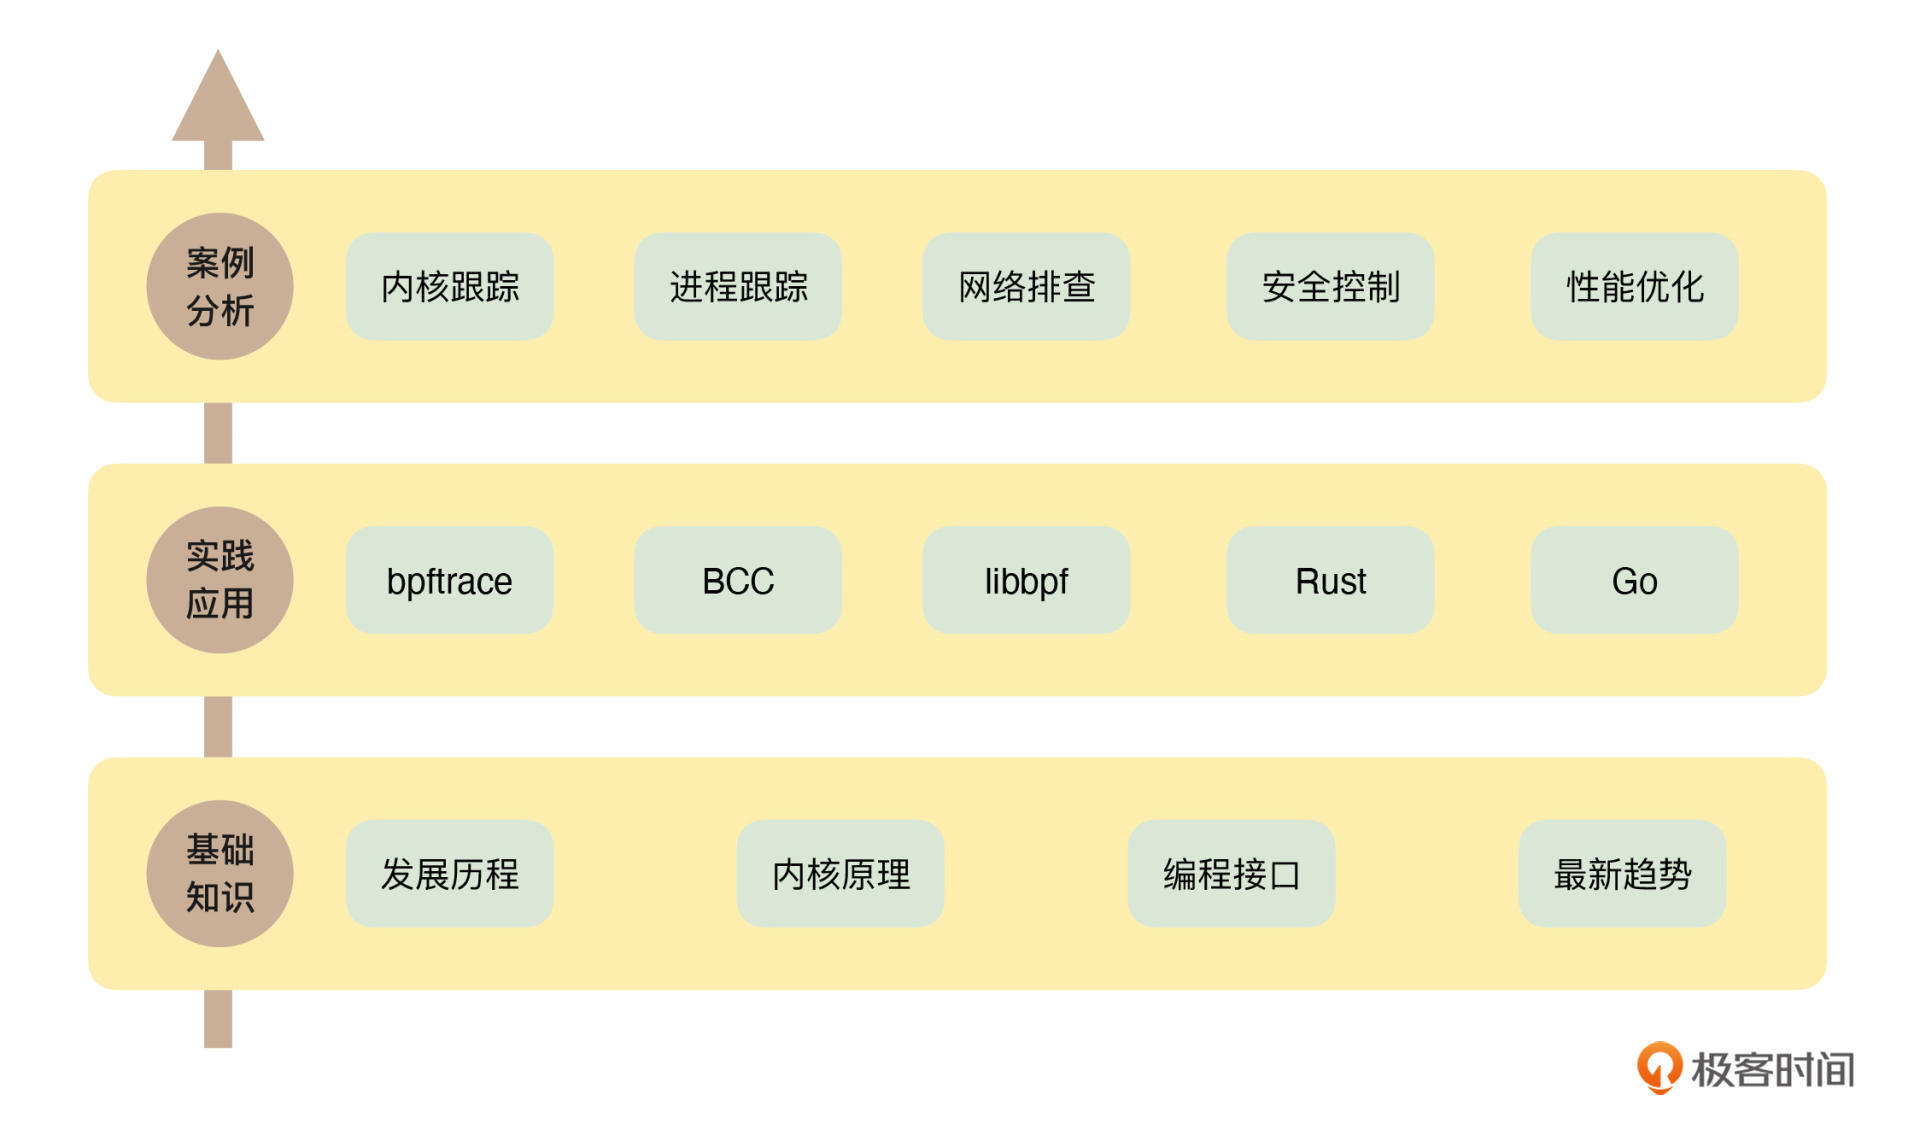 案例
分析
内核跟踪
进程跟踪
网络排查
安全控制
性能优化
实践
应用
bpftrace
BCC
libbpf
Rust
Go
基础
知识
发展历程
内核原理
编程接口
最新趋势
极客时间